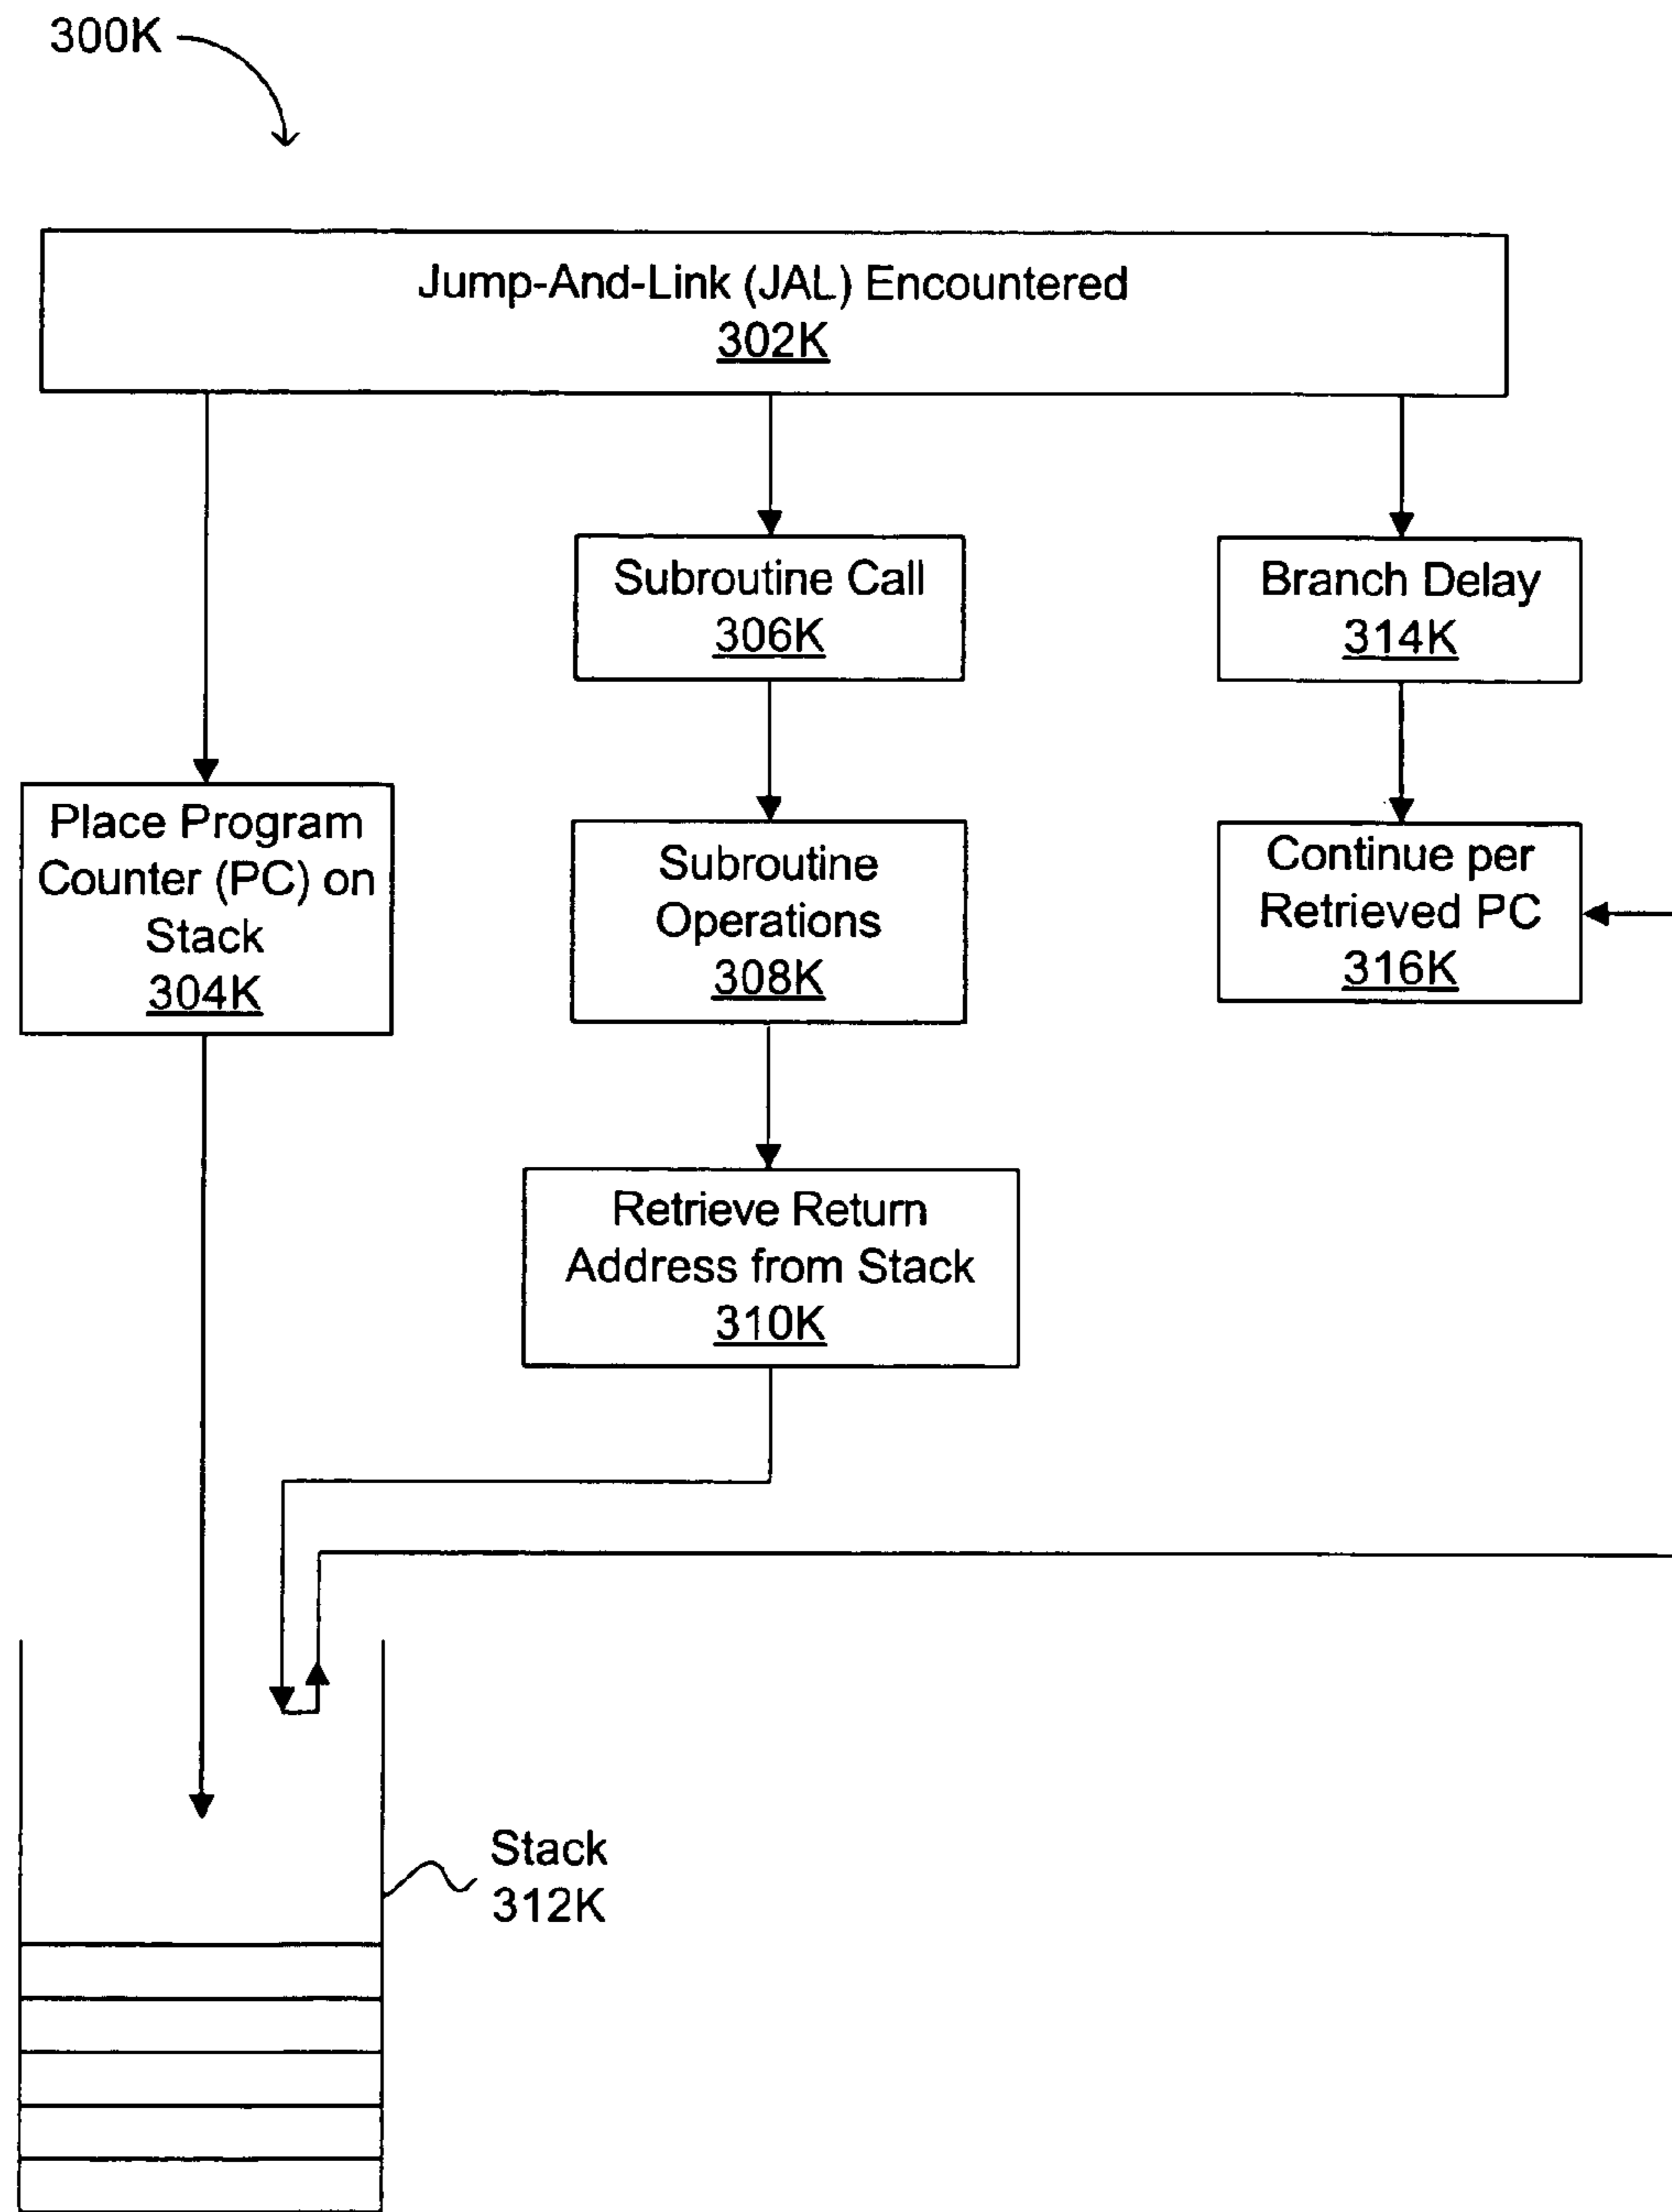 300K
Jump-And-Link (JAL) Encountered
302K
Subroutine Call
306K
Branch Delay
314K
Place Program
Counter (PC) on
Stack
304K
Subroutine
Operations
308K
Continue per
Retrieved PC
316K
Retrieve Return
Address from Stack
310K
Stack
312K